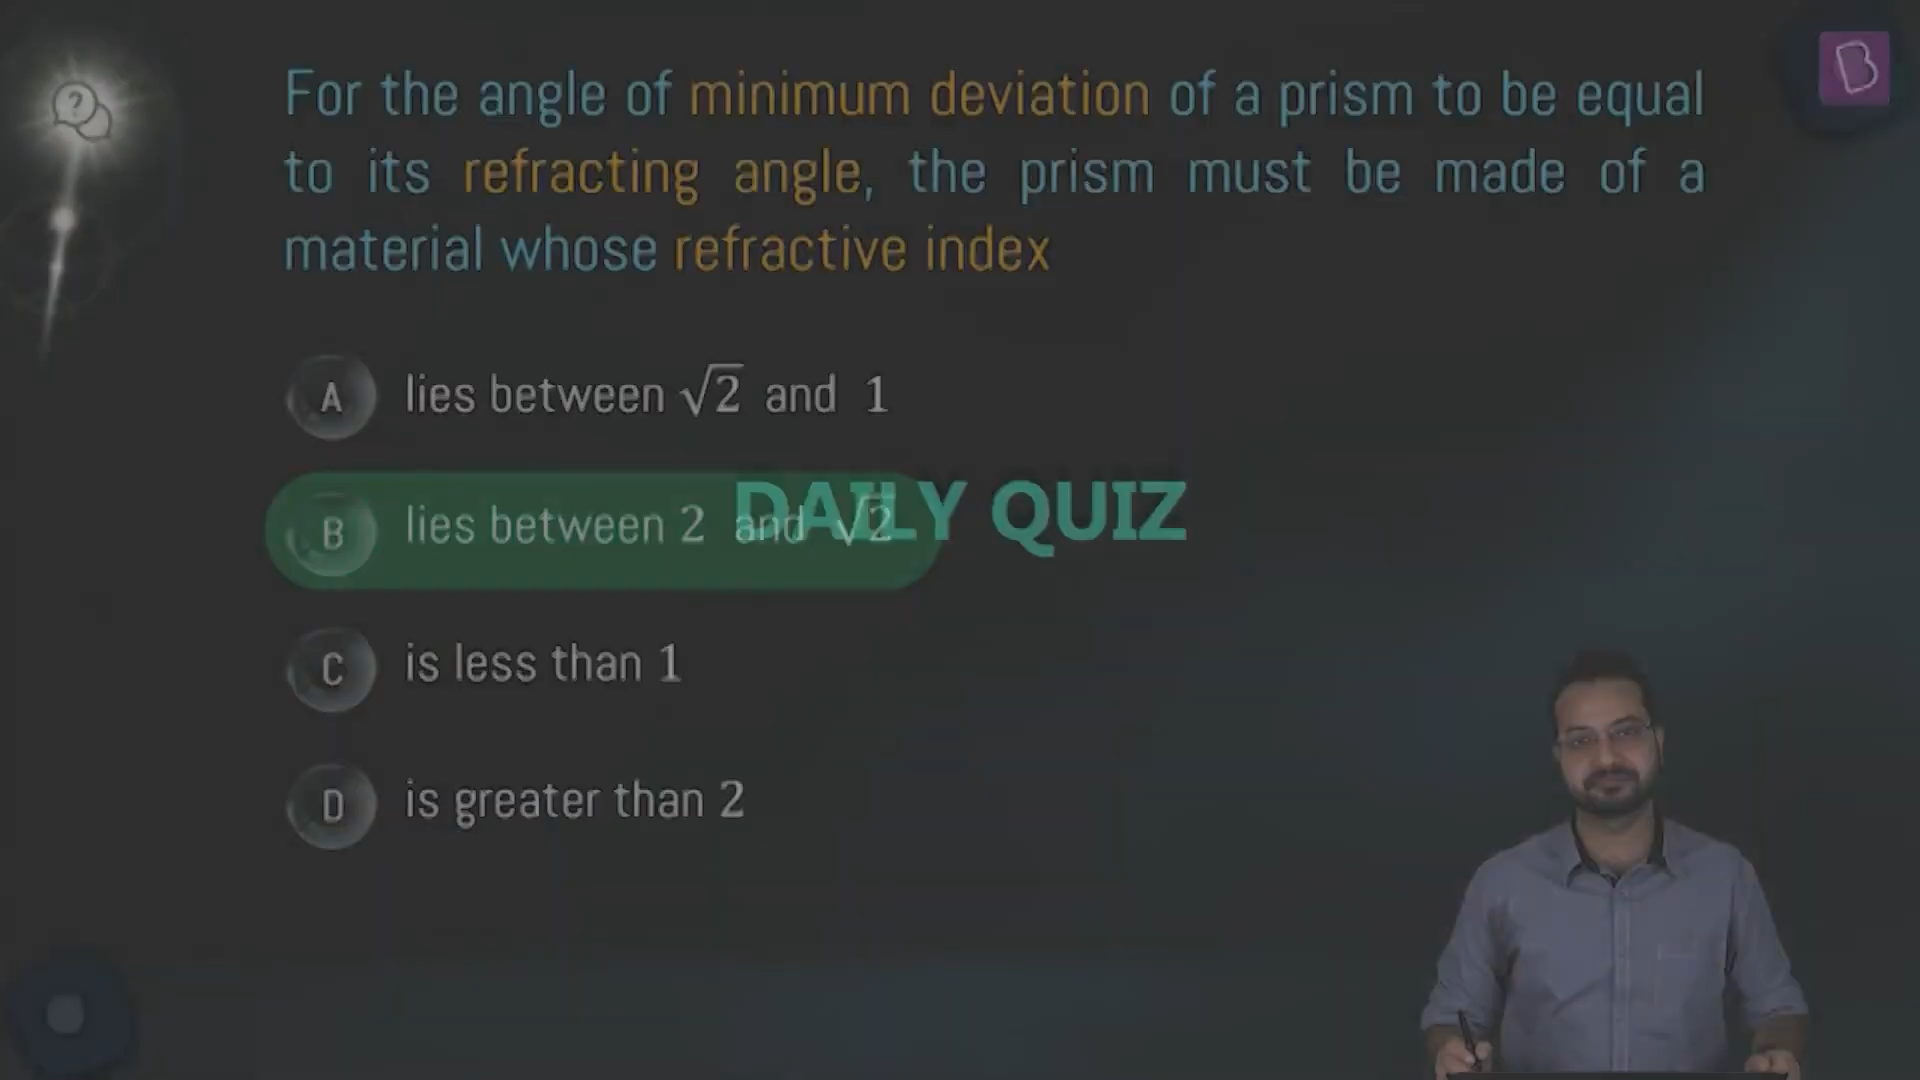 For the angle of minimum deviation of a prism to be equal
to its refracting angle, the prism must be made of a
material whose refractive index
A lies between √2 and 1
B lies between 2 and √2
DAILY QUIZ
C is less than 1
D is greater than 2
?
B